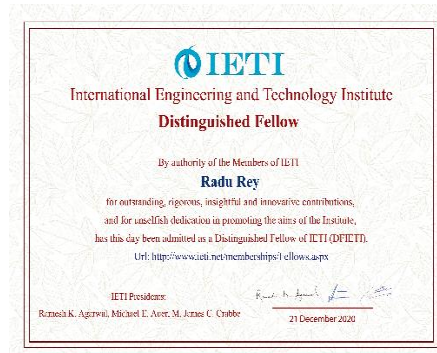 IETI
International Engineering and Technology Institute
Distinguished Fellow
By authority of the Members of IETI
Radu Rey
for outstanding, rigorous, insightful and innovative contributions,
and for unselfish dedication in promoting the aims of the Institute,
has this day been admitted as a Distinguished Fellow of IETI (DFIETI).
Url: http://www.ieti.net/memberships/Fellows.aspx
IETI Presidents:
Ramesh K. Agarwal, Michael E. Auer, M. James C. Crabbe
21 December 2020